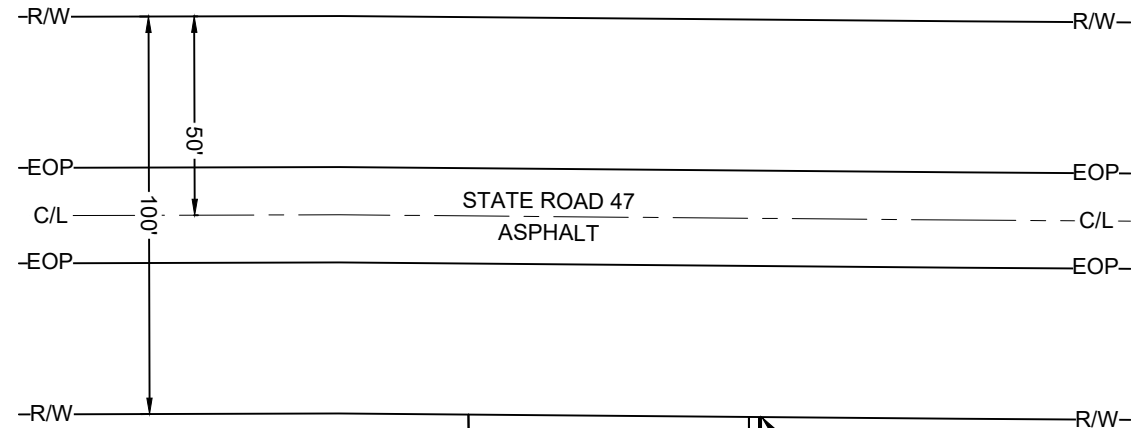 R/W R/W
50'
EOP EOP
100'
STATE ROAD 47
C/L C/L
ASPHALT
EOP EOP
R/W R/W